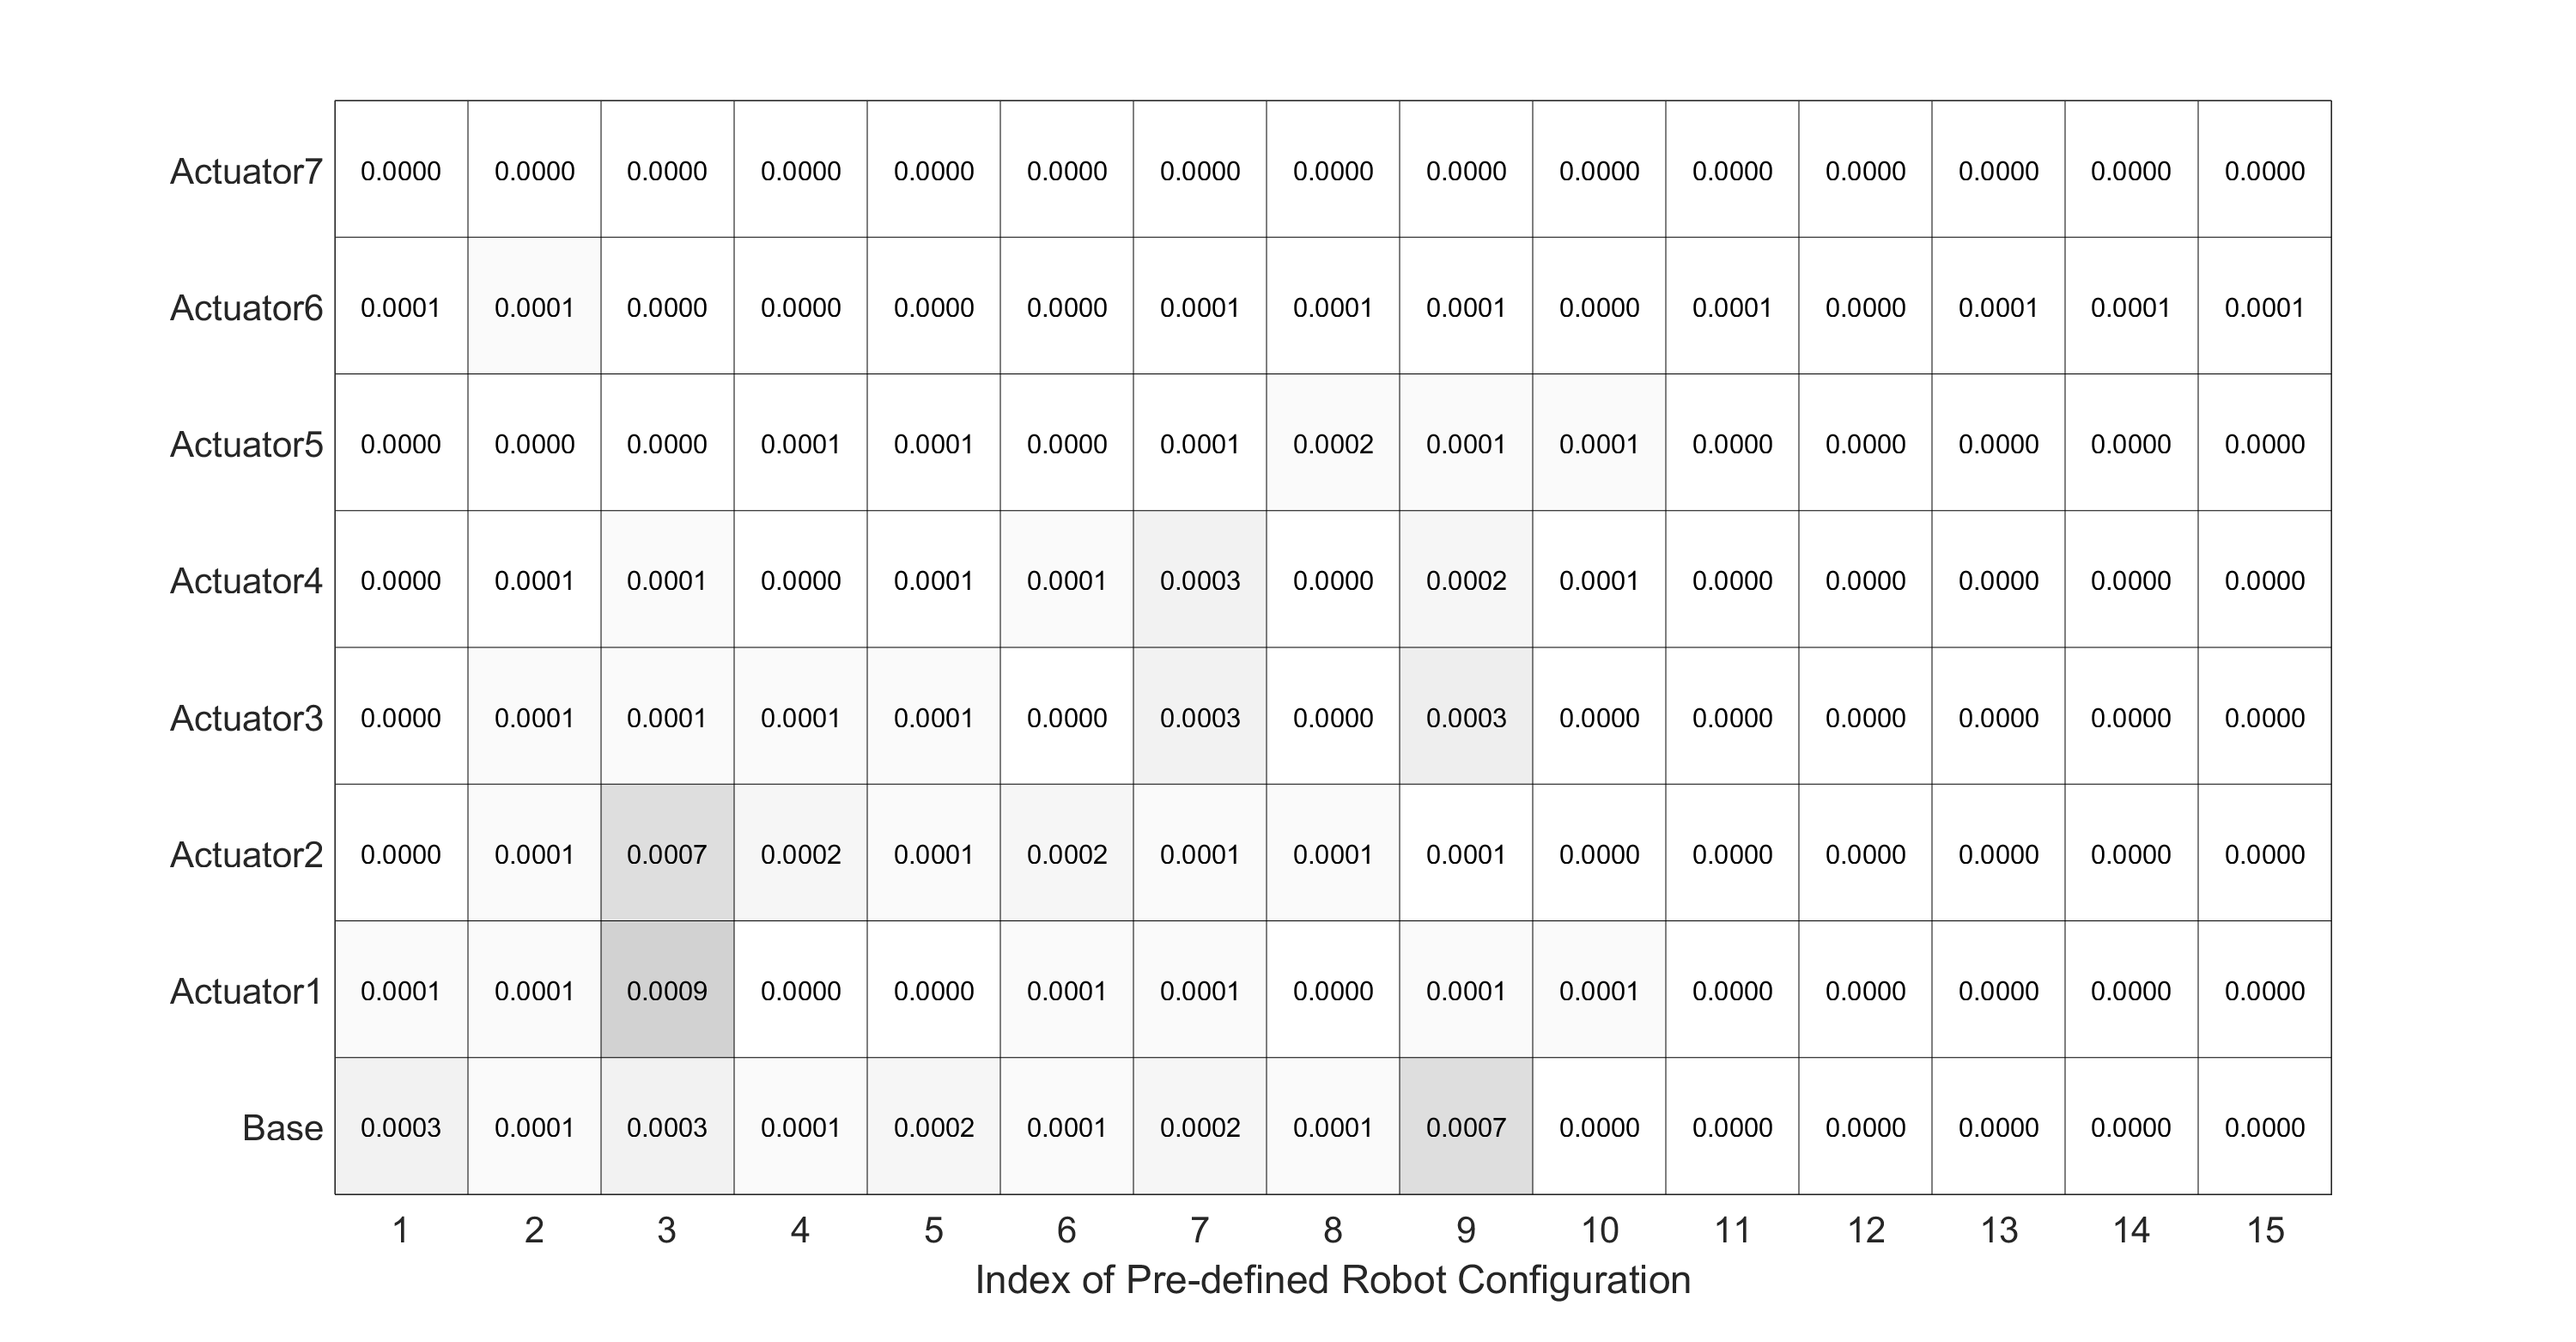 Actuator7 0.0000 0.0000 0.0000 0.0000 0.0000 0.0000 0.0000 0.0000 0.0000 0.0000 0.0000 0.0000 0.0000 0.0000 0.0000
Actuator6 0.0001 0.0001 0.0000 0.0000 0.0000 0.0000 0.0001 0.0001 0.0001 0.0000 0.0001 0.0000 0.0001 0.0001 0.0001
Actuator5 0.0000 0.0000 0.0000 0.0001 0.0001 0.0000 0.0001 0.0002 0.0001 0.0001 0.0000 0.0000 0.0000 0.0000 0.0000
Actuator4 0.0000 0.0001 0.0001 0.0000 0.0001 0.0001 0.0003 0.0000 0.0002 0.0001 0.0000 0.0000 0.0000 0.0000 0.0000
Actuator3 0.0000 0.0001 0.0001 0.0001 0.0001 0.0000 0.0003 0.0000 0.0003 0.0000 0.0000 0.0000 0.0000 0.0000 0.0000
Actuator2 0.0000 0.0001 0.0007 0.0002 0.0001 0.0002 0.0001 0.0001 0.0001 0.0000 0.0000 0.0000 0.0000 0.0000 0.0000
Actuator1 0.0001 0.0001 0.0009 0.0000 0.0000 0.0001 0.0001 0.0000 0.0001 0.0001 0.0000 0.0000 0.0000 0.0000 0.0000
Base 0.0003 0.0001 0.0003 0.0001 0.0002 0.0001 0.0002 0.0001 0.0007 0.0000 0.0000 0.0000 0.0000 0.0000 0.0000
1 2 3 4 5 6 7 8 9 10 11 12 13 14 15
Index of Pre-defined Robot Configuration